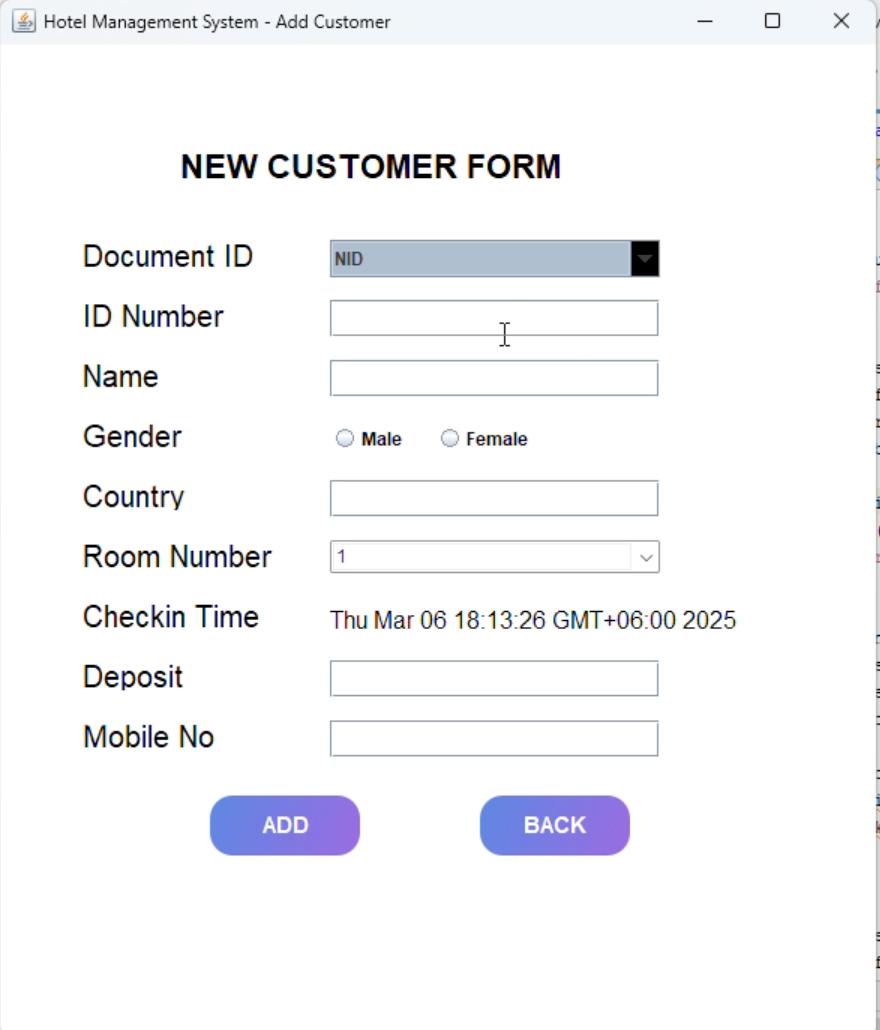 Hotel Management System - Add Customer
NEW CUSTOMER FORM
Document ID NID
ID Number
Name
Gender Male Female
Country
Room Number 1
Checkin Time Thu Mar 06 18:13:26 GMT+06:00 2025
Deposit
Mobile No
ADD BACK